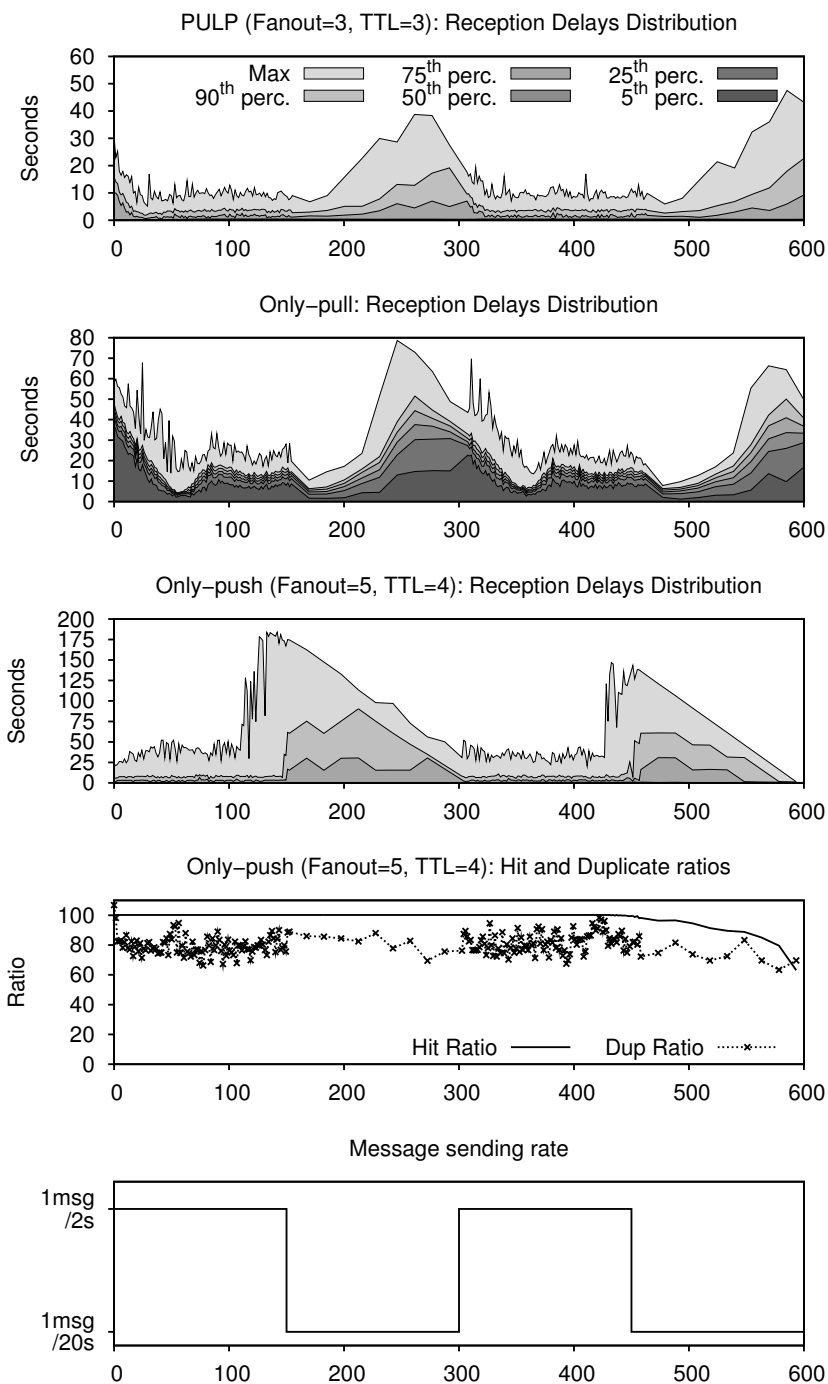 PULP (Fanout=3, TTL=3): Reception Delays Distribution
Seconds
60
50
40
30
20
10
0
Max
75th perc.
25th perc.
90th perc.
50th perc.
5th perc.
0 100 200 300 400 500 600
Only−pull: Reception Delays Distribution
Seconds
80
70
60
50
40
30
20
10
0
0 100 200 300 400 500 600
Only−push (Fanout=5, TTL=4): Reception Delays Distribution
Seconds
200
175
150
125
100
75
50
25
0
0 100 200 300 400 500 600
Only−push (Fanout=5, TTL=4): Hit and Duplicate ratios
Ratio
100
80
60
40
20
0
Hit Ratio
Dup Ratio
0 100 200 300 400 500 600
Message sending rate
1msg
/2s
1msg
/20s
0 100 200 300 400 500 600